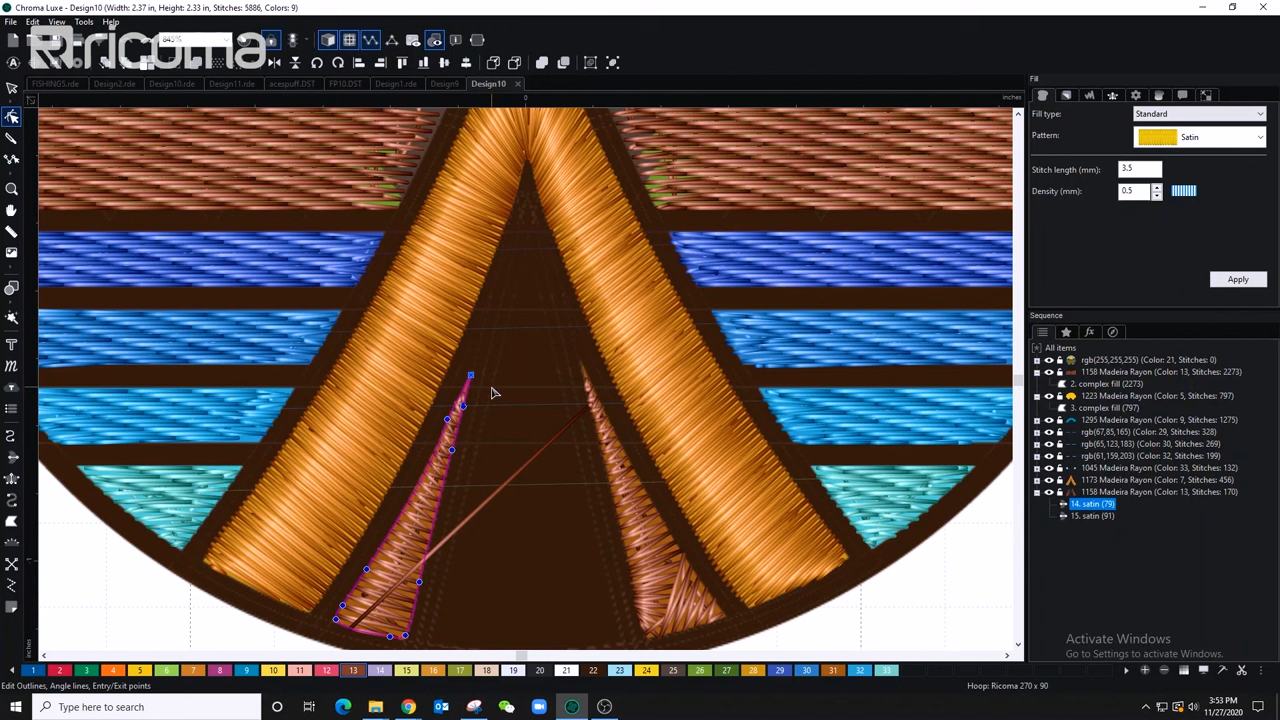 Chroma Luxe - Design10 (Width: 2.37 in, Height: 2.33 in, Stitches: 5886, Colors: 9)
File Edit View Tools Help
ricoma
845%
FISHINGS.rde Design2.rde Design10.rde Design11.rde acespuff.DST FP10.DST Design1.rde Design9 Design10
0 inches
inches
Fill
Fill type: Standard
Pattern: Satin
Stitch length (mm): 3.5
Density (mm): 0.5
Apply
Sequence
All items
rgb(255,255,255) (Color: 21, Stitches: 0)
1158 Madeira Rayon (Color: 13, Stitches: 2273)
2. complex fill (2273)
1223 Madeira Rayon (Color: 5, Stitches: 797)
3. complex fill (797)
1295 Madeira Rayon (Color: 9, Stitches: 1275)
rgb(67,85,165) (Color: 29, Stitches: 328)
rgb(65,123,183) (Color: 30, Stitches: 269)
rgb(61,159,203) (Color: 32, Stitches: 199)
1045 Madeira Rayon (Color: 33, Stitches: 132)
1173 Madeira Rayon (Color: 7, Stitches: 456)
1158 Madeira Rayon (Color: 13, Stitches: 170)
14. satin (79)
15. satin (91)
Activate Windows
Go to Settings to activate Windows.
1 2 3 4 5 6 7 8 9 10 11 12 13 14 15 16 17 18 19 20 21 22 23 24 25 26 27 28 29 30 31 32 33
Edit Outlines, Angle lines, Entry/Exit points
Hoop: Ricoma 270 x 90
Type here to search
3:53 PM
11/27/2020